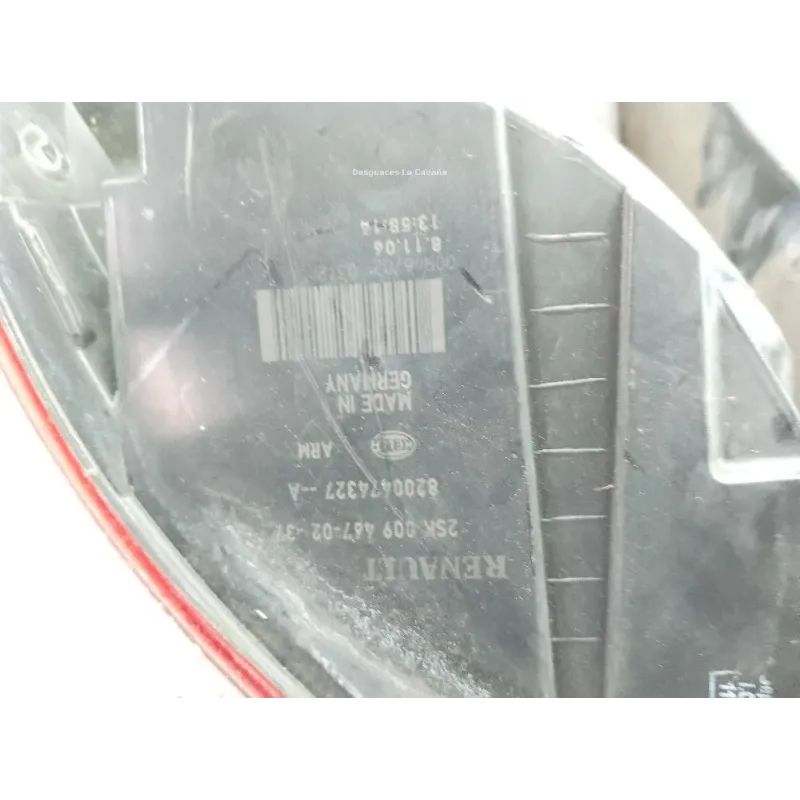 Desguaces La Cabaña
RENAULT
2SK 009 467-02
8200474327 --A
HELLA ARM
MADE IN
GERMANY
8.11.06
13:58:14